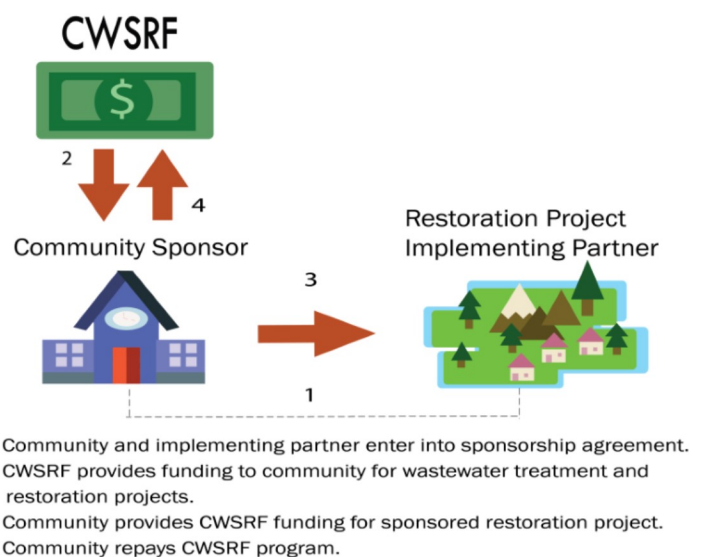 CWSRF
$
2
4
Community Sponsor
Restoration Project
Implementing Partner
3
1
Community and implementing partner enter into sponsorship agreement.
CWSRF provides funding to community for wastewater treatment and
restoration projects.
Community provides CWSRF funding for sponsored restoration project.
Community repays CWSRF program.